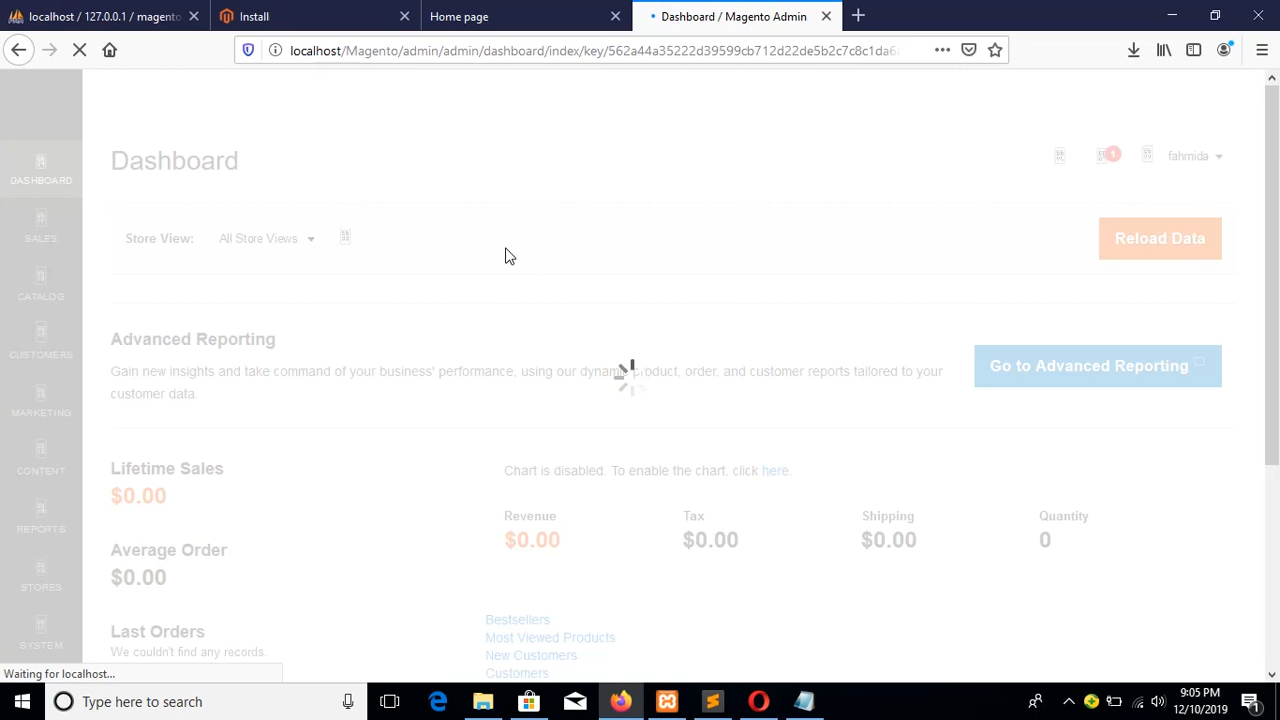 localhost / 127.0.0.1 / magento
Install
Home page
Dashboard / Magento Admin
localhost/Magento/admin/admin/dashboard/index/key/562a44a35222d39599cb712d22de5b2c7c8c1da6
Dashboard
1
fahmida
DASHBOARD
Store View: All Store Views
Reload Data
SALES
CATALOG
Advanced Reporting
CUSTOMERS
Gain new insights and take command of your business' performance, using our dynamic product, order, and customer reports tailored to your
customer data.
Go to Advanced Reporting
MARKETING
Lifetime Sales
$0.00
Chart is disabled. To enable the chart, click here.
CONTENT
Revenue Tax Shipping Quantity
$0.00 $0.00 $0.00 0
REPORTS
Average Order
$0.00
STORES
Last Orders
We couldn't find any records.
Bestsellers
Most Viewed Products
New Customers
Customers
SYSTEM
Waiting for localhost...
Type here to search
9:05 PM
12/10/2019
1